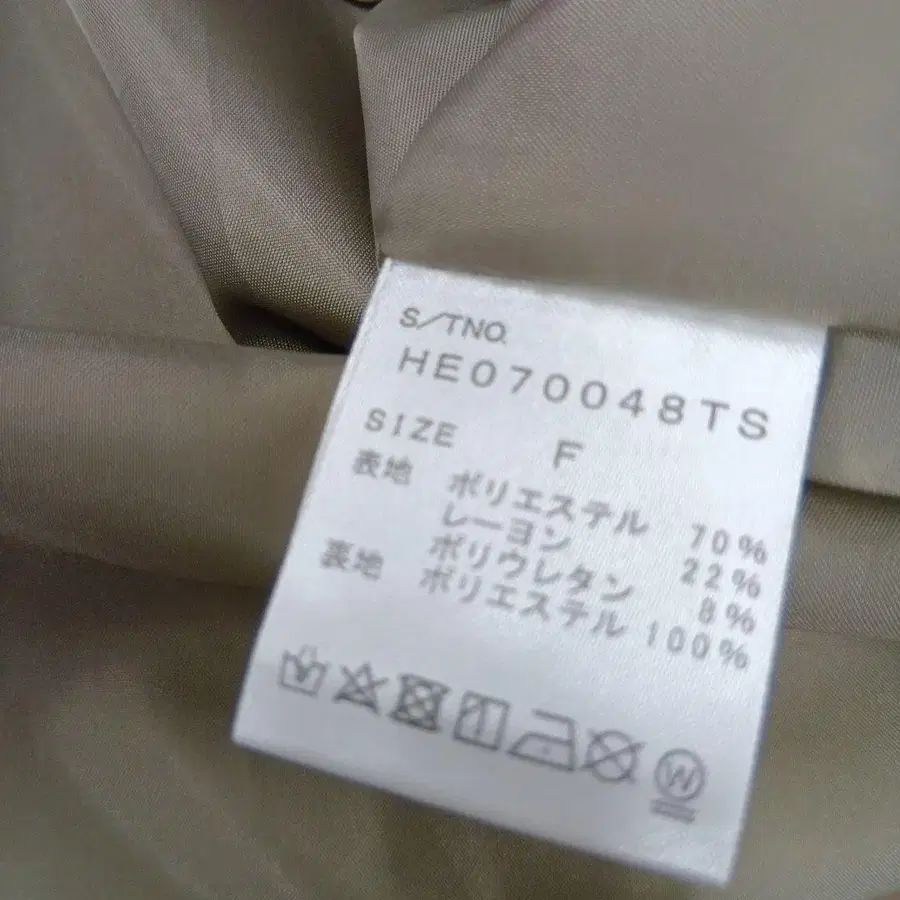 S/TNO.
HE070048TS
SIZE F
表地 ポリエステル 70%
レーヨン 22%
ポリウレタン 8%
裏地 ポリエステル 100%
W